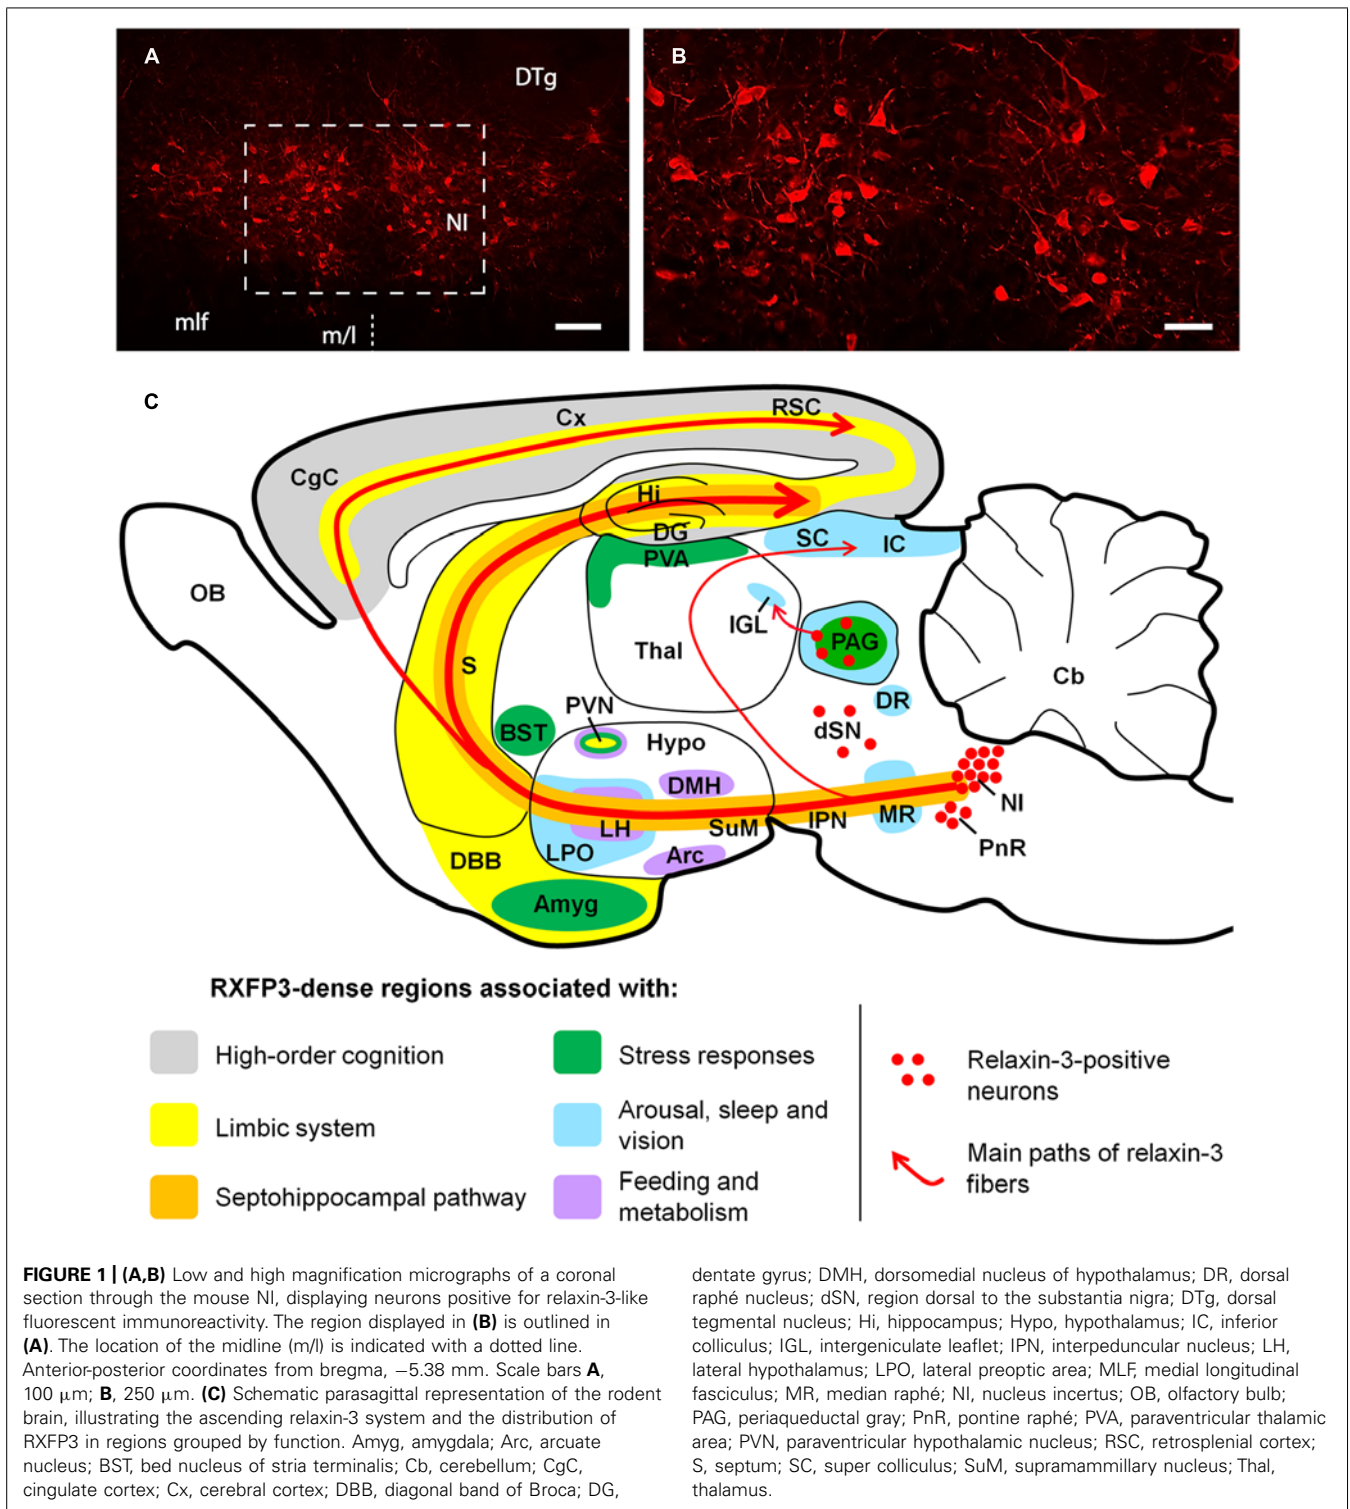 A
DTg
NI
mlf
m/l
B
C
Cx
RSC
CgC
Hi
DG
SC
IC
PVA
OB
IGL
PAG
Thal
S
Cb
DR
PVN
BST
dSN
Hypo
DMH
NI
LH
SuM
IPN
MR
PnR
DBB
LPO
Arc
Amyg
RXFP3-dense regions associated with:
High-order cognition
Limbic system
Septohippocampal pathway
Stress responses
Arousal, sleep and
vision
Feeding and
metabolism
Relaxin-3-positive
neurons
Main paths of relaxin-3
fibers
FIGURE 1 | (A,B) Low and high magnification micrographs of a coronal
section through the mouse NI, displaying neurons positive for relaxin-3-like
fluorescent immunoreactivity. The region displayed in (B) is outlined in
(A). The location of the midline (m/l) is indicated with a dotted line.
Anterior-posterior coordinates from bregma, −5.38 mm. Scale bars A,
100 μm; B, 250 μm. (C) Schematic parasagittal representation of the rodent
brain, illustrating the ascending relaxin-3 system and the distribution of
RXFP3 in regions grouped by function. Amyg, amygdala; Arc, arcuate
nucleus; BST, bed nucleus of stria terminalis; Cb, cerebellum; CgC,
cingulate cortex; Cx, cerebral cortex; DBB, diagonal band of Broca; DG,
dentate gyrus; DMH, dorsomedial nucleus of hypothalamus; DR, dorsal
raphé nucleus; dSN, region dorsal to the substantia nigra; DTg, dorsal
tegmental nucleus; Hi, hippocampus; Hypo, hypothalamus; IC, inferior
colliculus; IGL, intergeniculate leaflet; IPN, interpeduncular nucleus; LH,
lateral hypothalamus; LPO, lateral preoptic area; MLF, medial longitudinal
fasciculus; MR, median raphé; NI, nucleus incertus; OB, olfactory bulb;
PAG, periaqueductal gray; PnR, pontine raphé; PVA, paraventricular thalamic
area; PVN, paraventricular hypothalamic nucleus; RSC, retrosplenial cortex;
S, septum; SC, super colliculus; SuM, supramammillary nucleus; Thal,
thalamus.